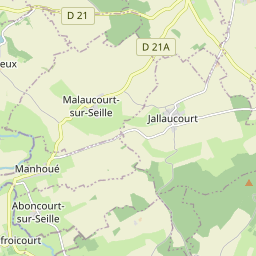 D 21
D 21A
eux
Malaucourt-
sur-Seille
Jallaucourt
Manhoué
Aboncourt-
sur-Seille
froicourt